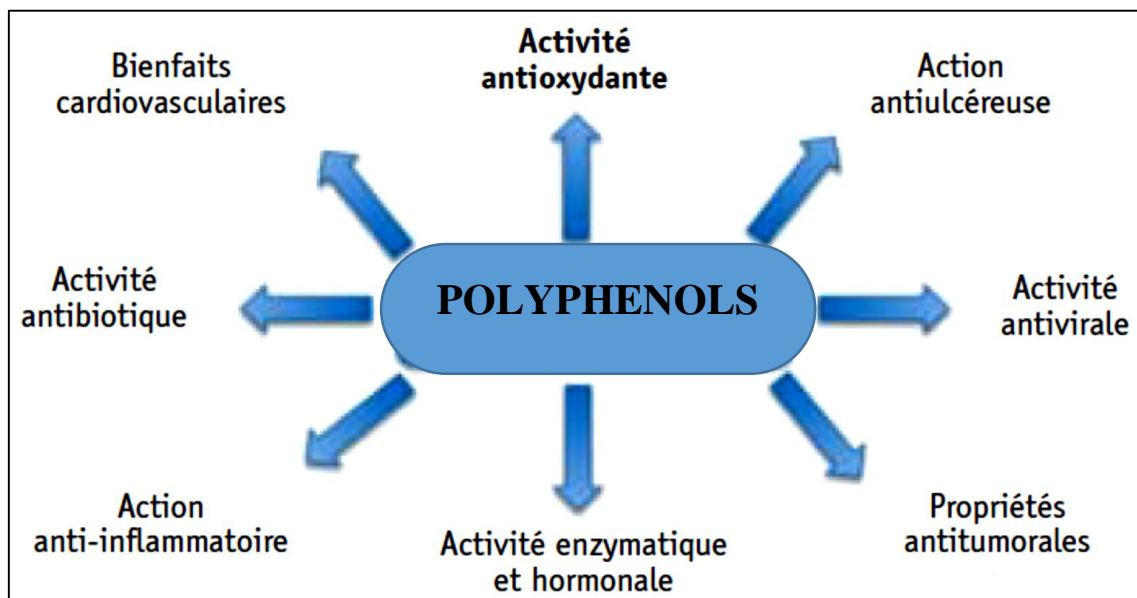 Activité
antioxydante
Bienfaits
cardiovasculaires
Action
antiulcéreuse
Activité
antibiotique
POLYPHENOLS
Activité
antivirale
Action
anti-inflammatoire
Activité enzymatique
et hormonale
Propriétés
antitumorales